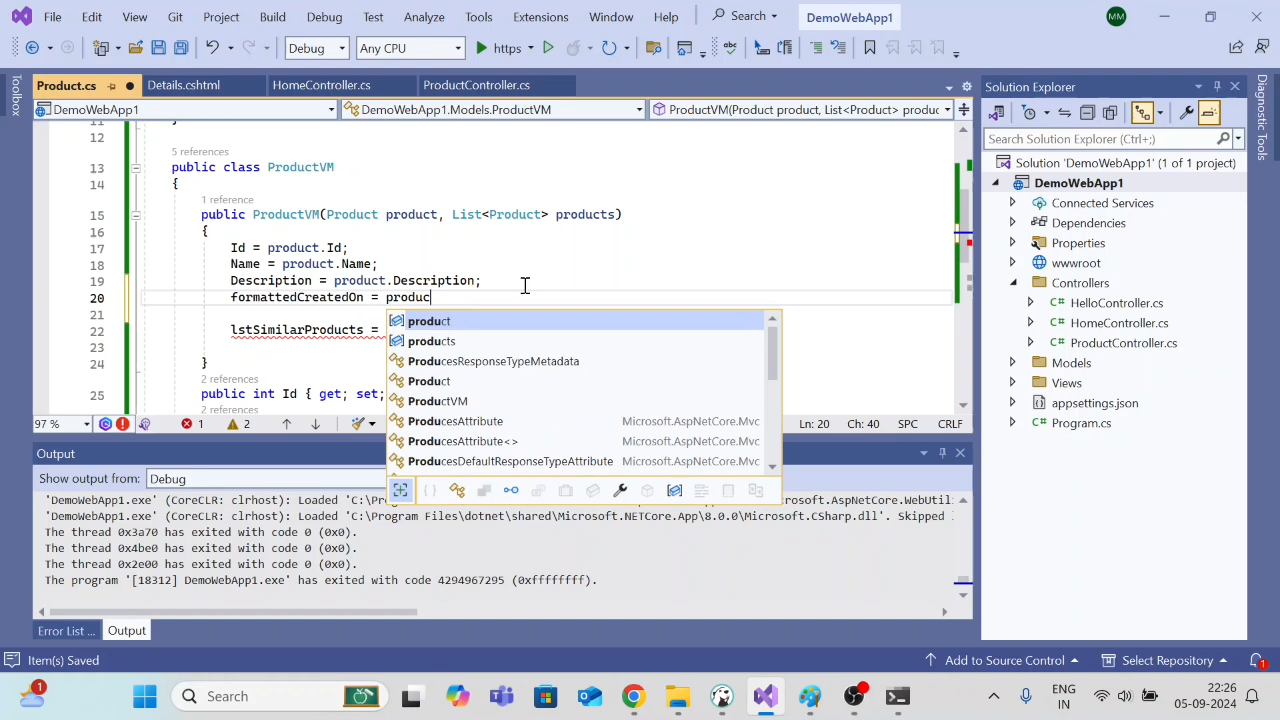 File Edit View Git Project Build Debug Test Analyze Tools Extensions Window Help Search DemoWebApp1 MM
Debug Any CPU https
Product.cs Details.cshtml HomeController.cs ProductController.cs
Solution Explorer
DemoWebApp1 DemoWebApp1.Models.ProductVM ProductVM(Product product, List<Product> produc
Search Solution Explorer (Ctrl+;)
Solution 'DemoWebApp1' (1 of 1 project)
DemoWebApp1
Connected Services
Dependencies
Properties
wwwroot
Controllers
HelloController.cs
HomeController.cs
ProductController.cs
Models
Views
appsettings.json
Program.cs
Toolbox
Diagnostic Tools
11 }
12
5 references
13 public class ProductVM
14 {
1 reference
15 public ProductVM(Product product, List<Product> products)
16 {
17 Id = product.Id;
18 Name = product.Name;
19 Description = product.Description;
20 formattedCreatedOn = produc
21
22 lstSimilarProducts =
23
24 }
2 references
25 public int Id { get; set;
2 references
product
products
ProducesResponseTypeMetadata
Product
ProductVM
ProducesAttribute Microsoft.AspNetCore.Mvc
ProducesAttribute<> Microsoft.AspNetCore.Mvc
ProducesDefaultResponseTypeAttribute Microsoft.AspNetCore.Mvc
97 % 1 2 Ln: 20 Ch: 40 SPC CRLF
Output
Show output from: Debug
'DemoWebApp1.exe' (CoreCLR: clrhost): Loaded 'C:\Pro osoft.AspNetCore.WebUtil
'DemoWebApp1.exe' (CoreCLR: clrhost): Loaded 'C:\Program Files\dotnet\shared\Microsoft.NETCore.App\8.0.0\Microsoft.CSharp.dll'. Skipped
The thread 0x3a70 has exited with code 0 (0x0).
The thread 0x4be0 has exited with code 0 (0x0).
The thread 0x2e00 has exited with code 0 (0x0).
The program '[18312] DemoWebApp1.exe' has exited with code 4294967295 (0xffffffff).
Error List ... Output
Item(s) Saved Add to Source Control Select Repository 1
1 Search ENG IN 22:26 05-09-2024